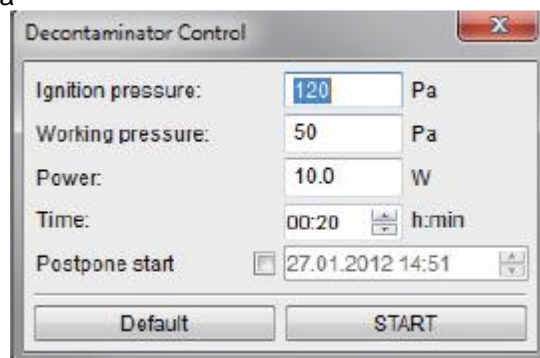 a
Decontaminator Control
Ignition pressure: 120 Pa
Working pressure: 50 Pa
Power: 10.0 W
Time: 00:20 h:min
Postpone start 27.01.2012 14:51
Default START